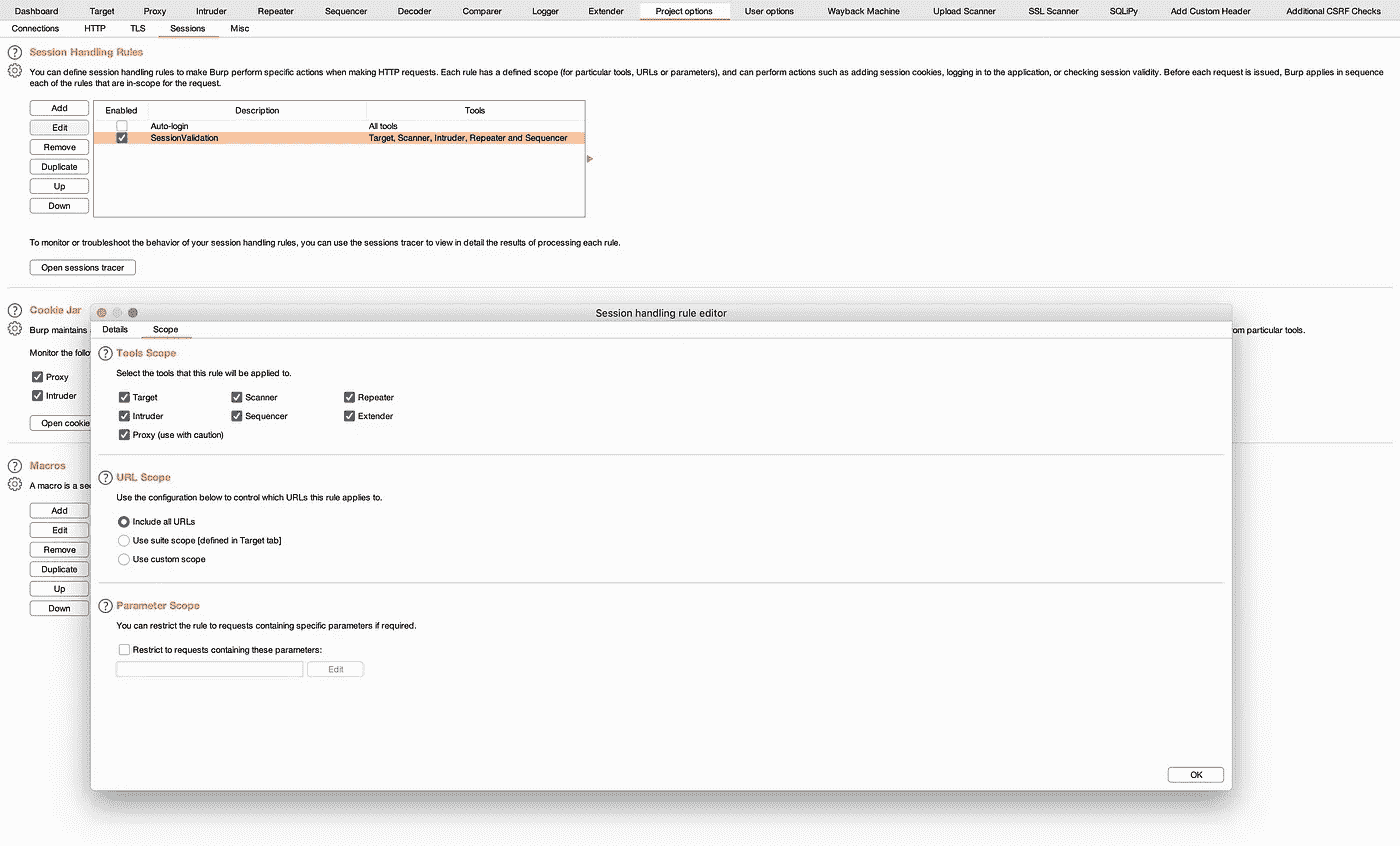 Dashboard Target Proxy Intruder Repeater Sequencer Decoder Comparer Logger Extender Project options User options Wayback Machine Upload Scanner SSL Scanner SQLiPy Add Custom Header Additional CSRF Checks
Connections HTTP TLS Sessions Misc
? Session Handling Rules
You can define session handling rules to make Burp perform specific actions when making HTTP requests. Each rule has a defined scope (for particular tools, URLs or parameters), and can perform actions such as adding session cookies, logging in to the application, or checking session validity. Before each request is issued, Burp applies in sequence
each of the rules that are in-scope for the request.
Add Enabled Description Tools
Auto-login All tools
Edit
SessionValidation Target, Scanner, Intruder, Repeater and Sequencer
Remove
Duplicate
Up
Down
To monitor or troubleshoot the behavior of your session handling rules, you can use the sessions tracer to view in detail the results of processing each rule.
Open sessions tracer
? Cookie Jar
Burp maintains
om particular tools.
Monitor the follo
Proxy
Intruder
Open cookie
? Macros
A macro is a sec
Add
Edit
Remove
Duplicate
Up
Down
Session handling rule editor
Details Scope
? Tools Scope
Select the tools that this rule will be applied to.
Target Scanner Repeater
Intruder Sequencer Extender
Proxy (use with caution)
? URL Scope
Use the configuration below to control which URLs this rule applies to.
Include all URLs
Use suite scope [defined in Target tab]
Use custom scope
? Parameter Scope
You can restrict the rule to requests containing specific parameters if required.
Restrict to requests containing these parameters:
Edit
OK